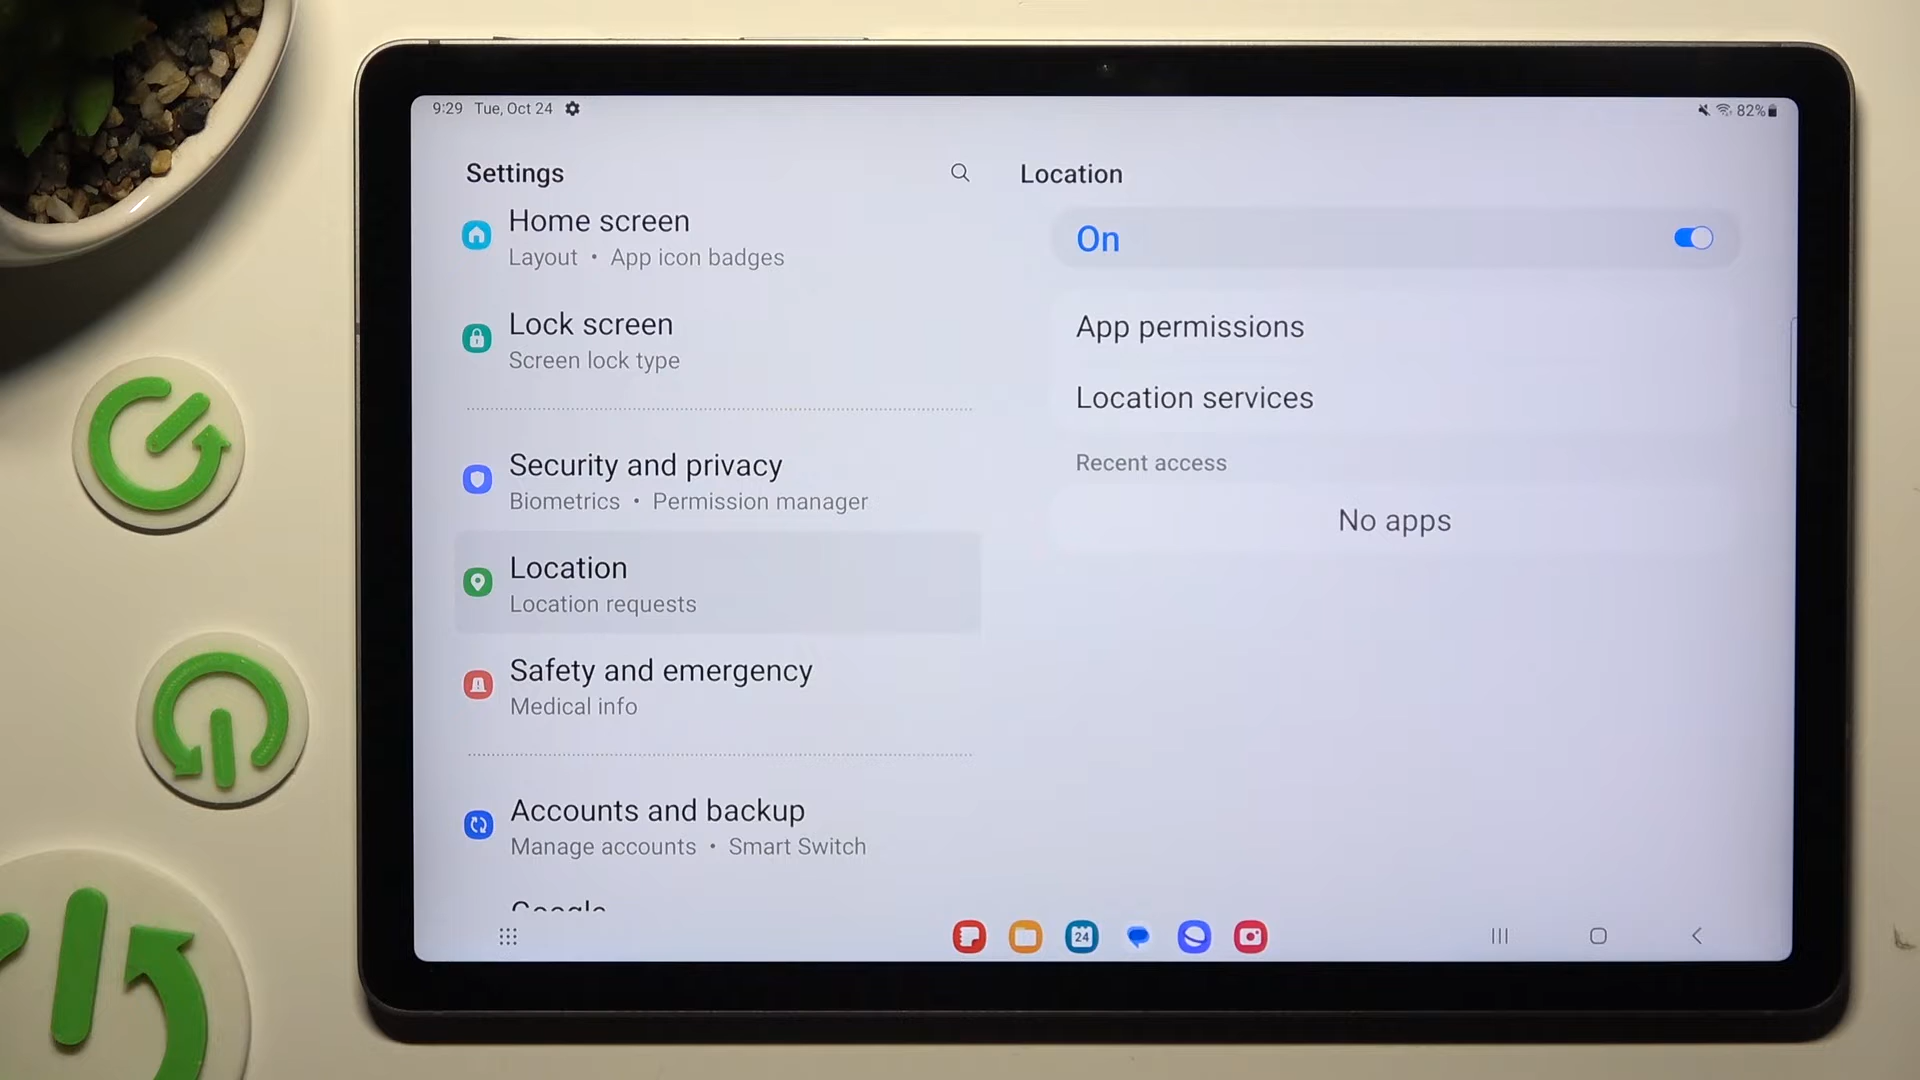 9:29 Tue, Oct 24
82%
Settings
Home screen
Layout • App icon badges
Lock screen
Screen lock type
Security and privacy
Biometrics • Permission manager
Location
Location requests
Safety and emergency
Medical info
Accounts and backup
Manage accounts • Smart Switch
Google
Location
On
App permissions
Location services
Recent access
No apps
24